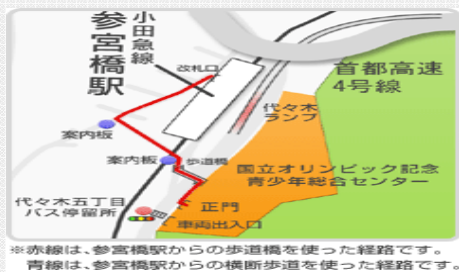 参宮橋駅
小田急線
改札口
首都高速
4号線
代々木
ランプ
案内板
案内板
歩道橋
国立オリンピック記念
青少年総合センター
代々木五丁目
バス停留所
正門
車両出入口
※赤線は、参宮橋駅からの歩道橋を使った経路です。
青線は、参宮橋駅からの横断歩道を使った経路です。